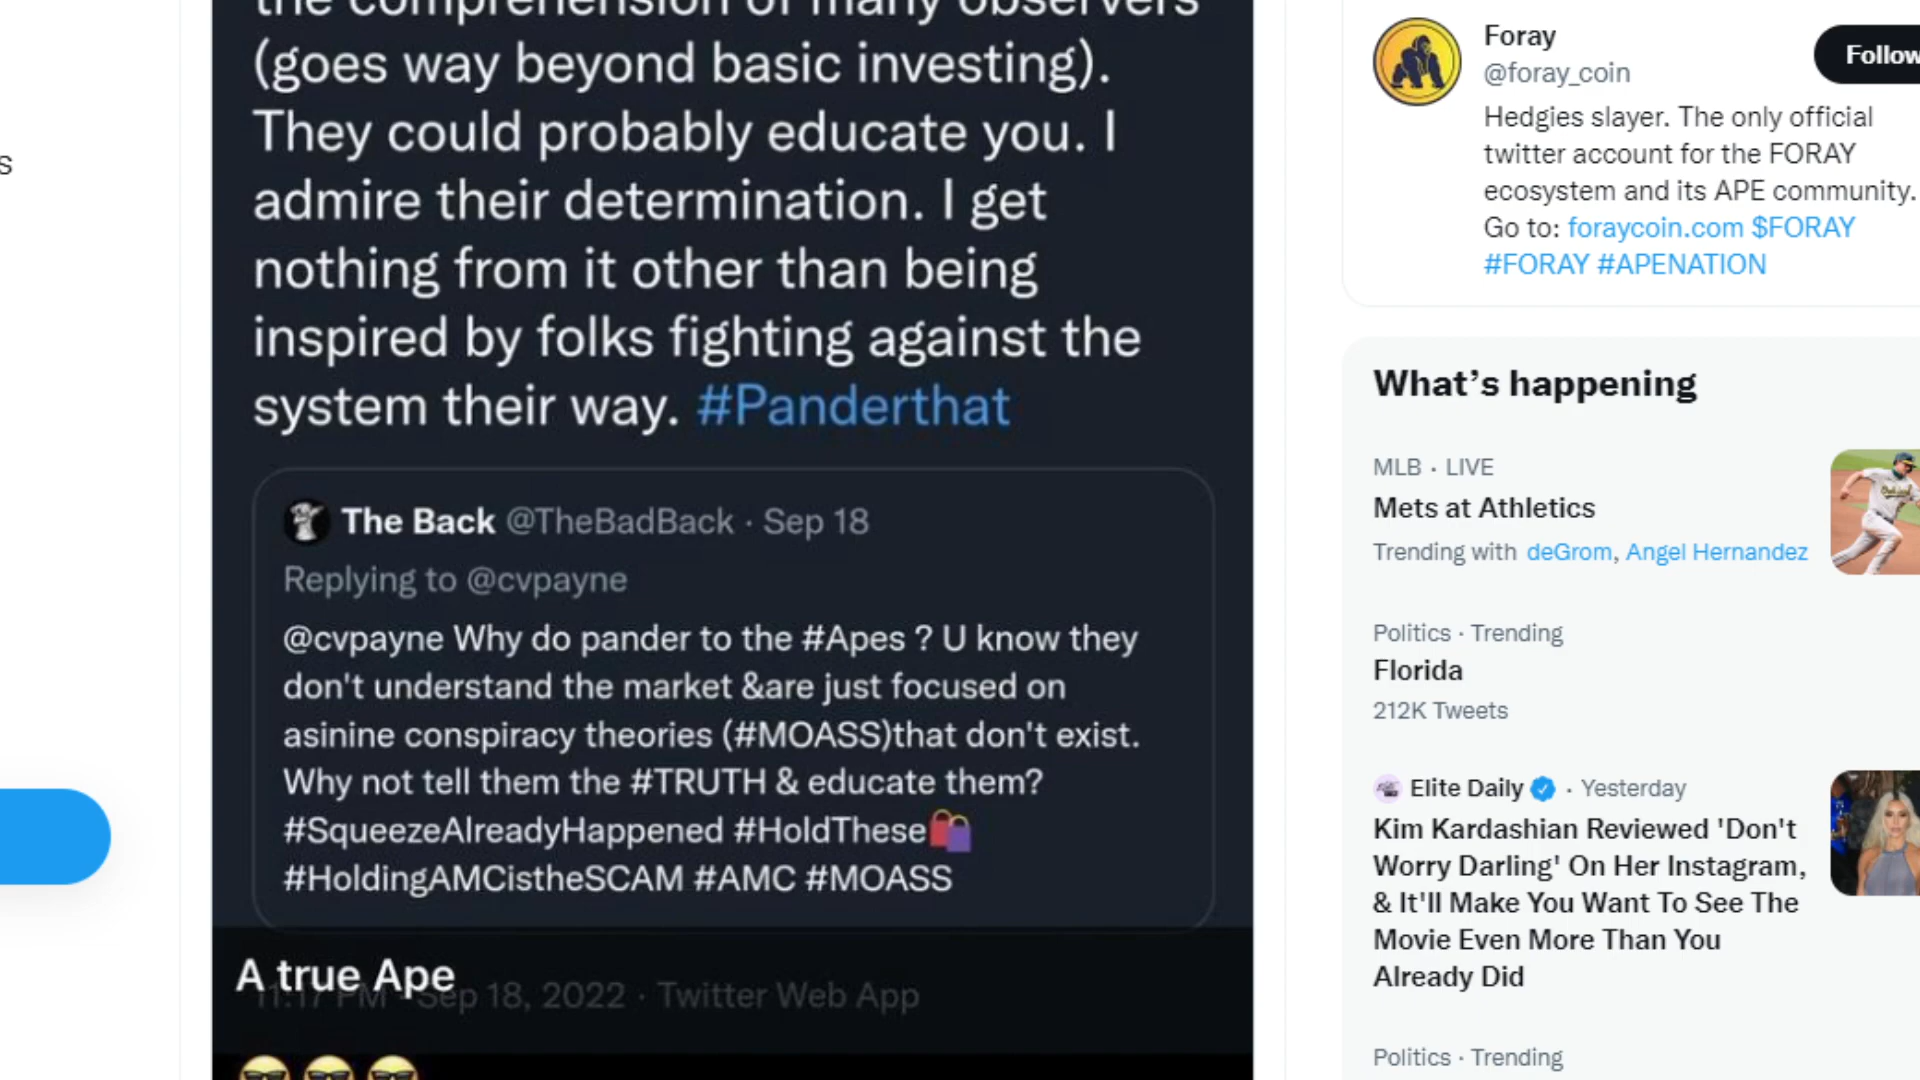 the comprehension of many observers
(goes way beyond basic investing).
They could probably educate you. I
admire their determination. I get
nothing from it other than being
inspired by folks fighting against the
system their way. #Panderthat
The Back @TheBadBack · Sep 18
Replying to @cvpayne
@cvpayne Why do pander to the #Apes ? U know they
don't understand the market &are just focused on
asinine conspiracy theories (#MOASS)that don't exist.
Why not tell them the #TRUTH & educate them?
#SqueezeAlreadyHappened #HoldThese🛍️
#HoldingAMCistheSCAM #AMC #MOASS
A true Ape
11:17 PM · Sep 18, 2022 · Twitter Web App
😎😎😎
s
Foray
@foray_coin
Follow
Hedgies slayer. The only official
twitter account for the FORAY
ecosystem and its APE community.
Go to: foraycoin.com $FORAY
#FORAY #APENATION
What's happening
MLB · LIVE
Mets at Athletics
Trending with deGrom, Angel Hernandez
Politics · Trending
Florida
212K Tweets
Elite Daily · Yesterday
Kim Kardashian Reviewed 'Don't
Worry Darling' On Her Instagram,
& It'll Make You Want To See The
Movie Even More Than You
Already Did
Politics · Trending